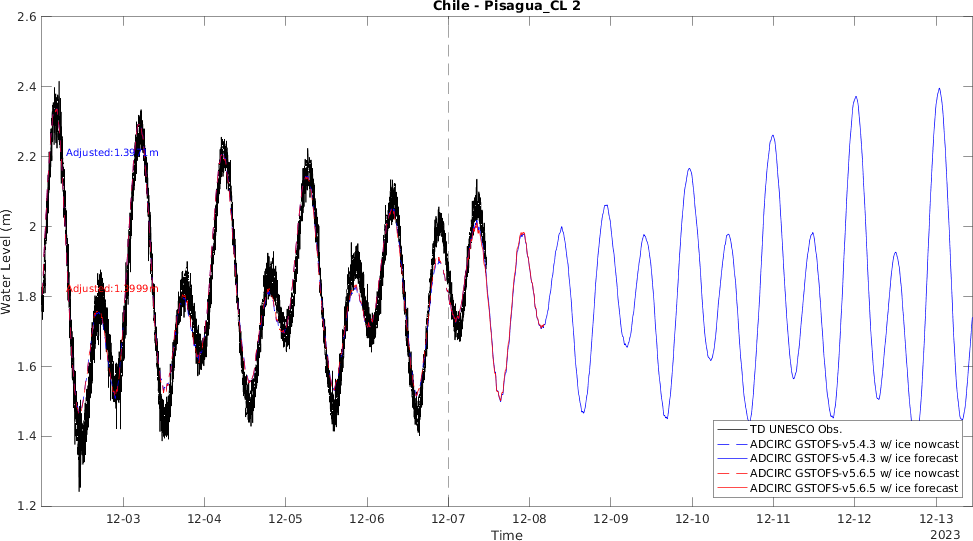 Chile - Pisagua_CL 2
2.6
2.4
2.2
2
1.8
1.6
1.4
1.2
Water Level (m)
Adjusted: m
Adjusted:
12-03
12-04
12-05
12-06
12-07
12-08
12-09
12-10
12-11
12-12
12-13
2023
Time
TD UNESCO Obs.
ADCIRC GSTOFS-v5.4.3 w/ ice nowcast
ADCIRC GSTOFS-v5.4.3 w/ ice forecast
ADCIRC GSTOFS-v5.6.5 w/ ice nowcast
ADCIRC GSTOFS-v5.6.5 w/ ice forecast